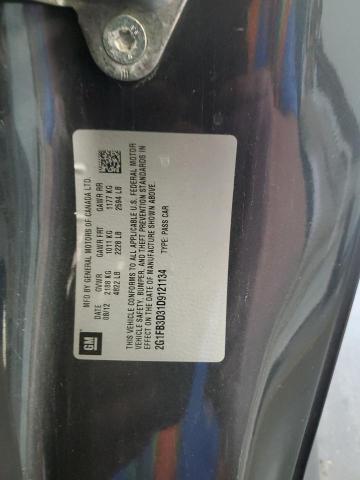 GM
MFD BY GENERAL MOTORS OF CANADA LTD.
DATE GVWR GAWR FRT GAWR RR
08/12 2188 KG 1011 KG 1177 KG
4822 LB 2228 LB 2594 LB
THIS VEHICLE CONFORMS TO ALL APPLICABLE U.S. FEDERAL MOTOR
VEHICLE SAFETY, BUMPER, AND THEFT PREVENTION STANDARDS IN
EFFECT ON THE DATE OF MANUFACTURE SHOWN ABOVE.
2G1FB3D31D9121134 TYPE: PASS CAR